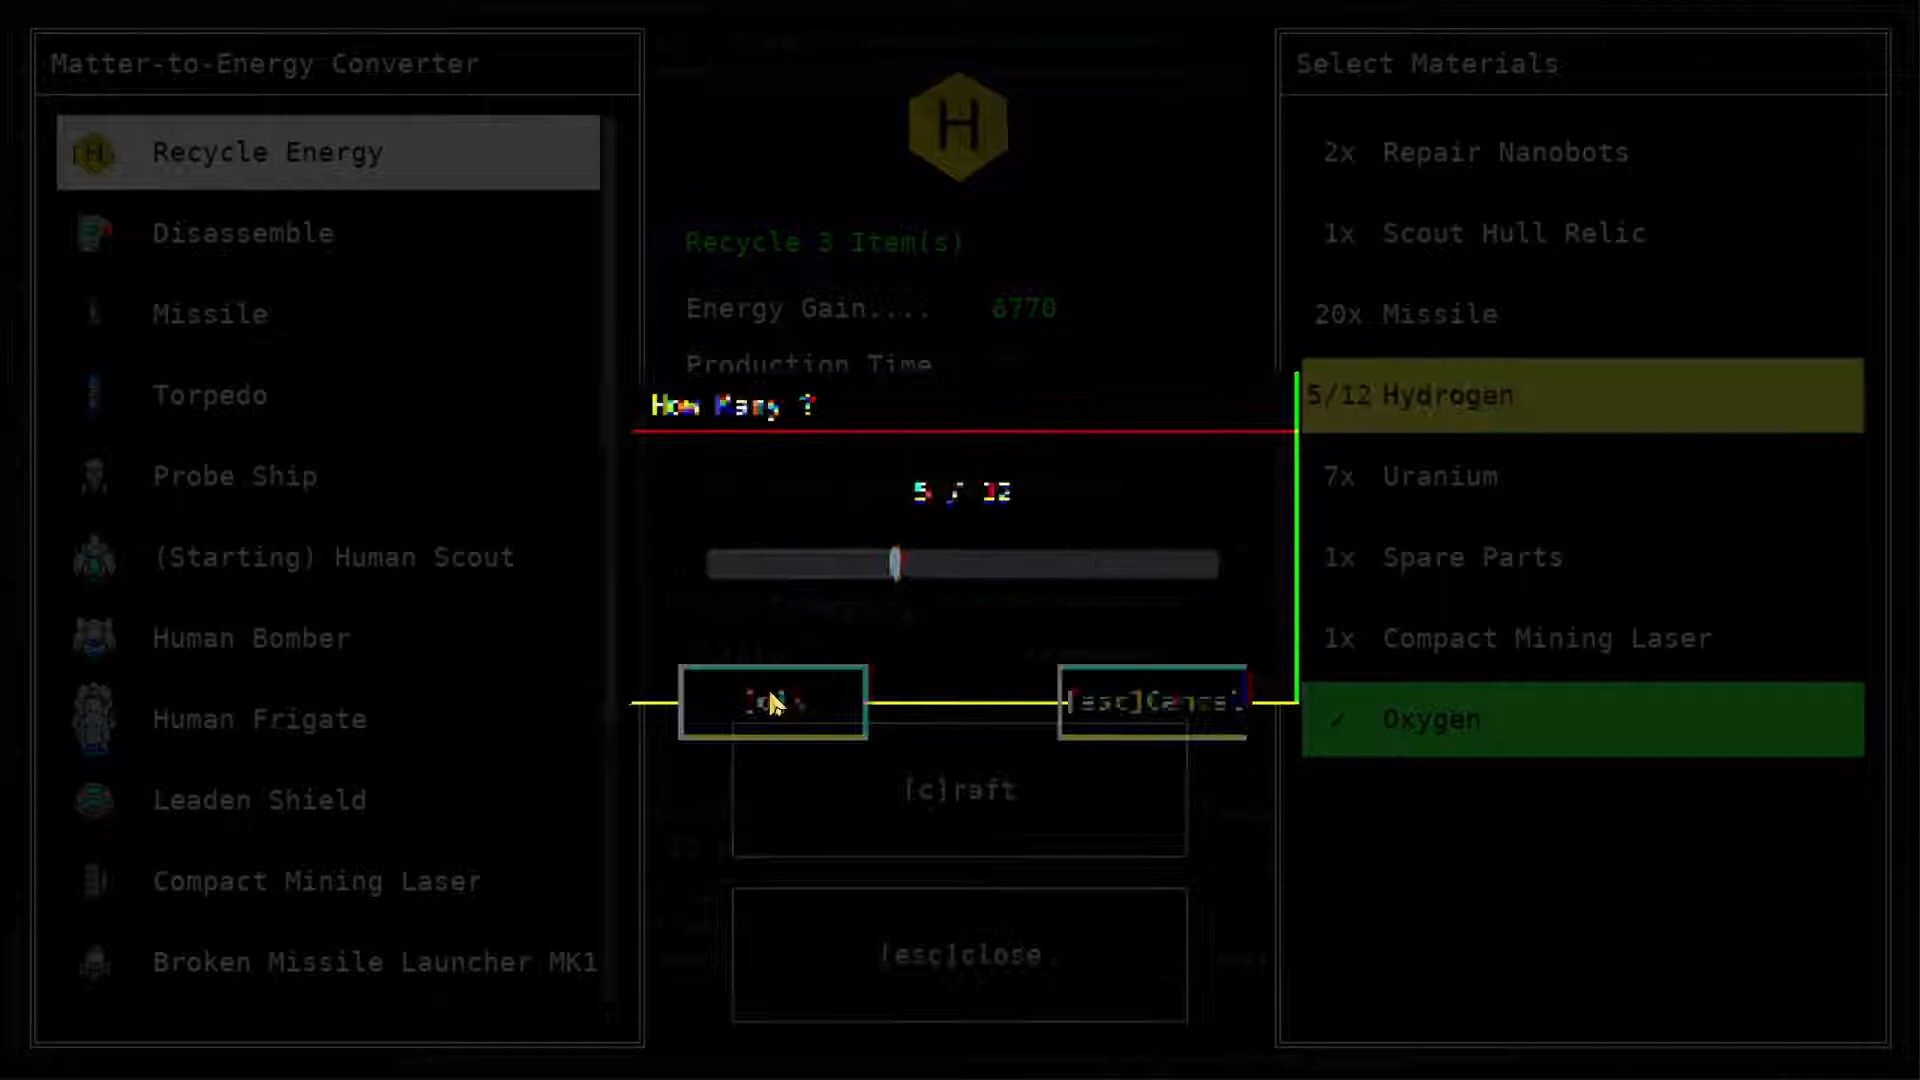 Matter-to-Energy Converter
H Recycle Energy
Disassemble
Missile
Torpedo
Probe Ship
(Starting) Human Scout
Human Bomber
Human Frigate
Leaden Shield
Compact Mining Laser
Broken Missile Launcher MK1
H
Recycle 3 Item(s)
Energy Gain.... 8770
Production Time
How Many ?
5 / 12
[esc]Cancel
[c]raft
[esc]close
Select Materials
2x Repair Nanobots
1x Scout Hull Relic
20x Missile
5/12 Hydrogen
7x Uranium
1x Spare Parts
1x Compact Mining Laser
✓ Oxygen